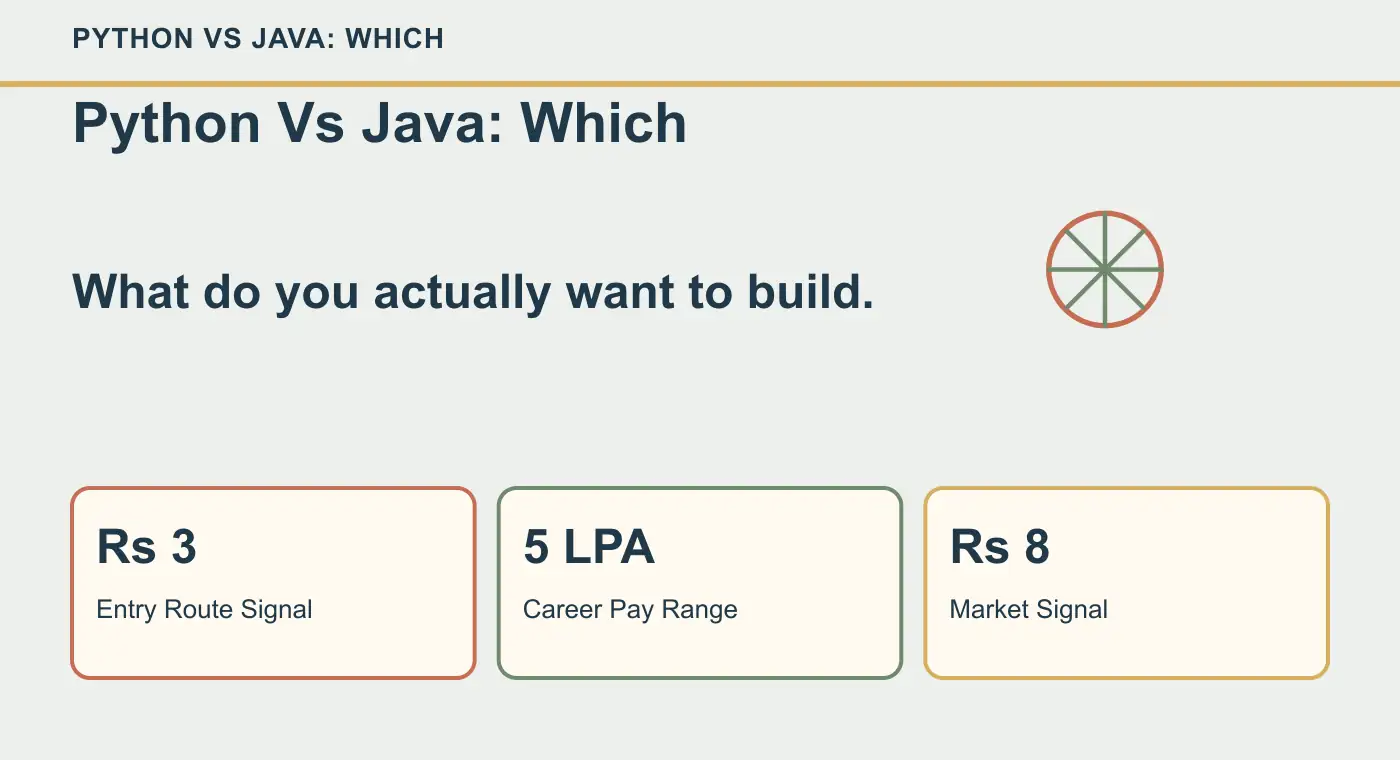 PYTHON VS JAVA: WHICH
Python Vs Java: Which
What do you actually want to build.
Rs 3
Entry Route Signal
5 LPA
Career Pay Range
Rs 8
Market Signal